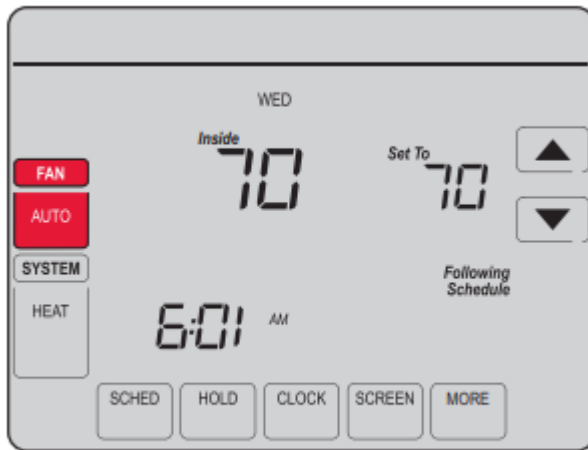 WED
Inside
70
Set To
70
FAN
AUTO
SYSTEM
HEAT
Following
Schedule
6:01 AM
SCHED HOLD CLOCK SCREEN MORE